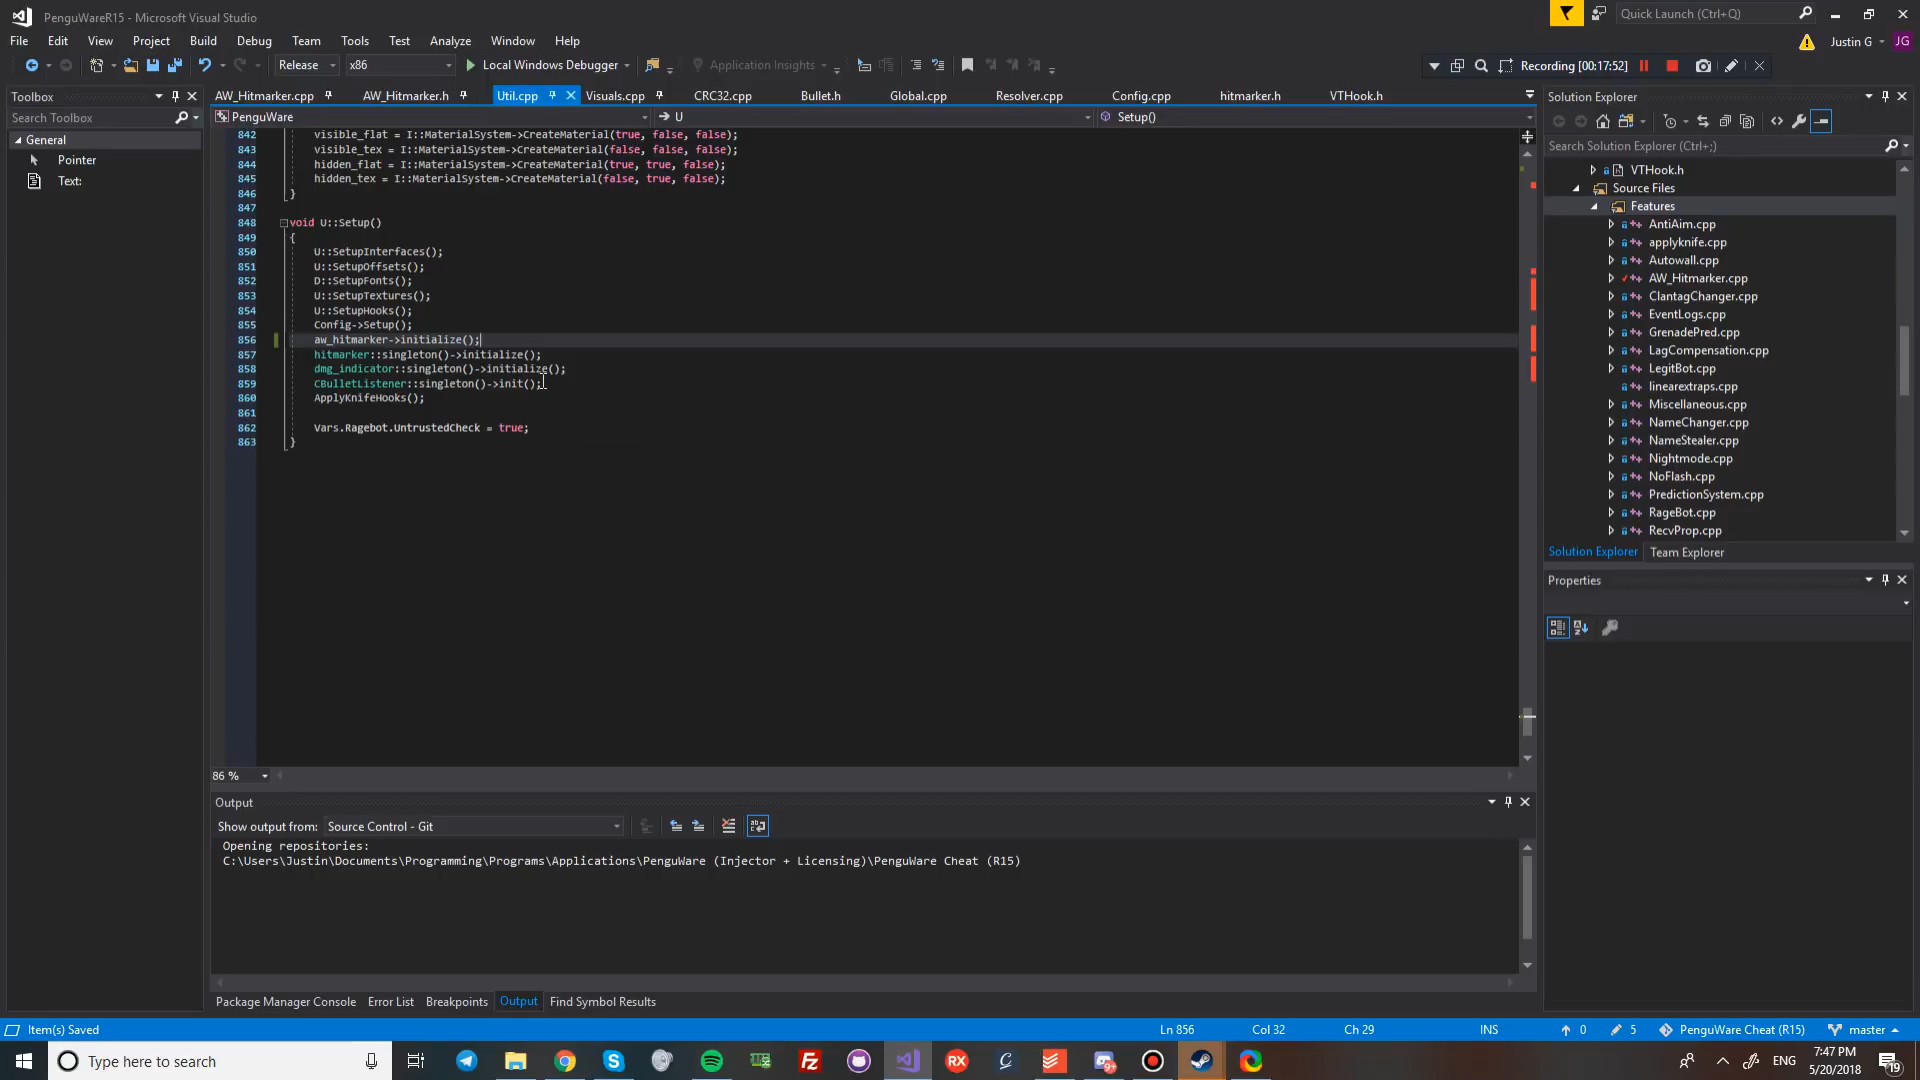 PenguWareR15 - Microsoft Visual Studio
Quick Launch (Ctrl+Q)
File Edit View Project Build Debug Team Tools Test Analyze Window Help
Justin G JG
Release x86 Local Windows Debugger Application Insights
Recording [00:17:52]
Toolbox
AW_Hitmarker.cpp AW_Hitmarker.h Util.cpp Visuals.cpp CRC32.cpp Bullet.h Global.cpp Resolver.cpp Config.cpp hitmarker.h VTHook.h
Solution Explorer
Search Toolbox
PenguWare U Setup()
General
Pointer
Text:
Search Solution Explorer (Ctrl+;)
842 visible_flat = I::MaterialSystem->CreateMaterial(true, false, false);
843 visible_tex = I::MaterialSystem->CreateMaterial(false, false, false);
844 hidden_flat = I::MaterialSystem->CreateMaterial(true, true, false);
845 hidden_tex = I::MaterialSystem->CreateMaterial(false, true, false);
846 }
847
848 void U::Setup()
849 {
850 U::SetupInterfaces();
851 U::SetupOffsets();
852 D::SetupFonts();
853 U::SetupTextures();
854 U::SetupHooks();
855 Config->Setup();
856 aw_hitmarker->initialize();
857 hitmarker::singleton()->initialize();
858 dmg_indicator::singleton()->initialize();
859 CBulletListener::singleton()->init();
860 ApplyKnifeHooks();
861
862 Vars.Ragebot.UntrustedCheck = true;
863 }
VTHook.h
Source Files
Features
AntiAim.cpp
applyknife.cpp
Autowall.cpp
AW_Hitmarker.cpp
ClantagChanger.cpp
EventLogs.cpp
GrenadePred.cpp
LagCompensation.cpp
LegitBot.cpp
linearextraps.cpp
Miscellaneous.cpp
NameChanger.cpp
NameStealer.cpp
Nightmode.cpp
NoFlash.cpp
PredictionSystem.cpp
RageBot.cpp
RecvProp.cpp
Solution Explorer Team Explorer
Properties
86 %
Output
Show output from: Source Control - Git
Opening repositories:
C:\Users\Justin\Documents\Programming\Programs\Applications\PenguWare (Injector + Licensing)\PenguWare Cheat (R15)
Package Manager Console Error List Breakpoints Output Find Symbol Results
Item(s) Saved Ln 856 Col 32 Ch 29 INS 0 5 PenguWare Cheat (R15) master
Type here to search
RX
9+
ENG
7:47 PM
5/20/2018
19